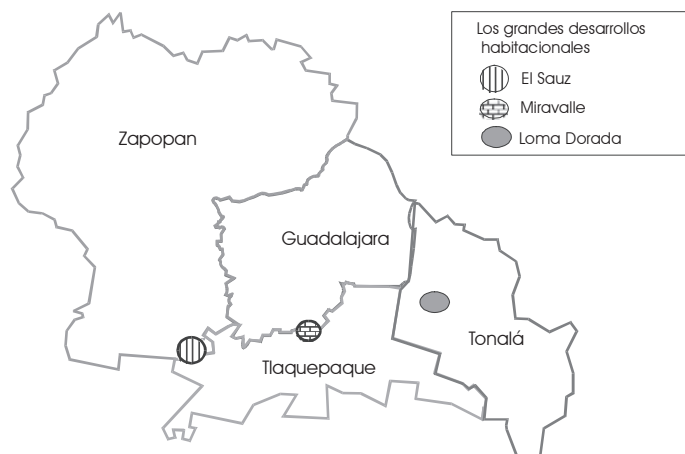 Los grandes desarrollos
habitacionales
El Sauz
Miravalle
Loma Dorada
Zapopan
Guadalajara
Tonalá
Tlaquepaque